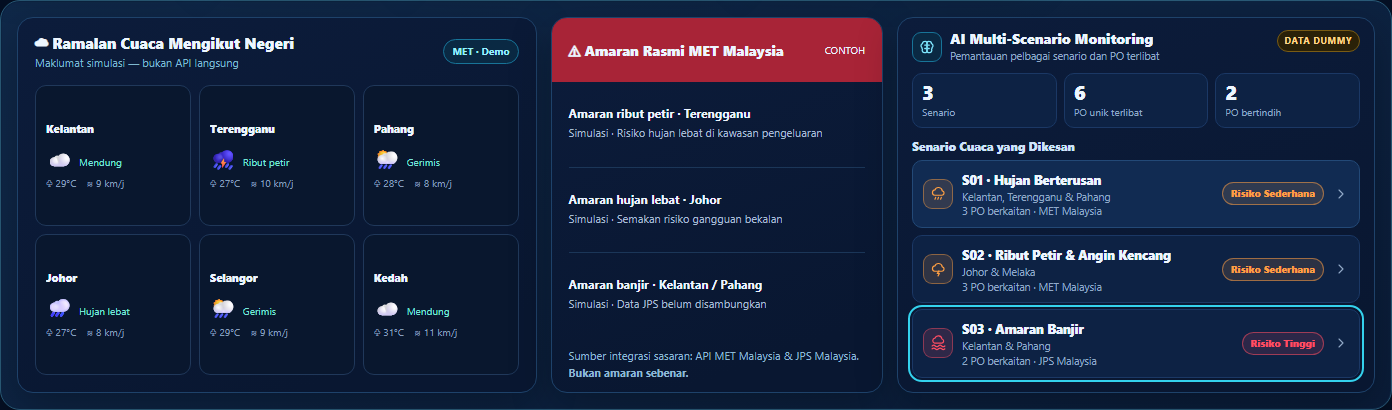 Ramalan Cuaca Mengikut Negeri
Maklumat simulasi — bukan API langsung
MET · Demo
Kelantan
Mendung
29°C ≈ 9 km/j
Terengganu
Ribut petir
27°C ≈ 10 km/j
Pahang
Gerimis
28°C ≈ 8 km/j
Johor
Hujan lebat
27°C ≈ 8 km/j
Selangor
Gerimis
29°C ≈ 9 km/j
Kedah
Mendung
31°C ≈ 11 km/j
⚠ Amaran Rasmi MET Malaysia
CONTOH
Amaran ribut petir · Terengganu
Simulasi · Risiko hujan lebat di kawasan pengeluaran
Amaran hujan lebat · Johor
Simulasi · Semakan risiko gangguan bekalan
Amaran banjir · Kelantan / Pahang
Simulasi · Data JPS belum disambungkan
Sumber integrasi sasaran: API MET Malaysia & JPS Malaysia.
Bukan amaran sebenar.
AI Multi-Scenario Monitoring
Pemantauan pelbagai senario dan PO terlibat
DATA DUMMY
3
Senario
6
PO unik terlibat
2
PO bertindih
Senario Cuaca yang Dikesan
S01 · Hujan Berterusan
Kelantan, Terengganu & Pahang
3 PO berkaitan · MET Malaysia
Risiko Sederhana
S02 · Ribut Petir & Angin Kencang
Johor & Melaka
3 PO berkaitan · MET Malaysia
Risiko Sederhana
S03 · Amaran Banjir
Kelantan & Pahang
2 PO berkaitan · JPS Malaysia
Risiko Tinggi